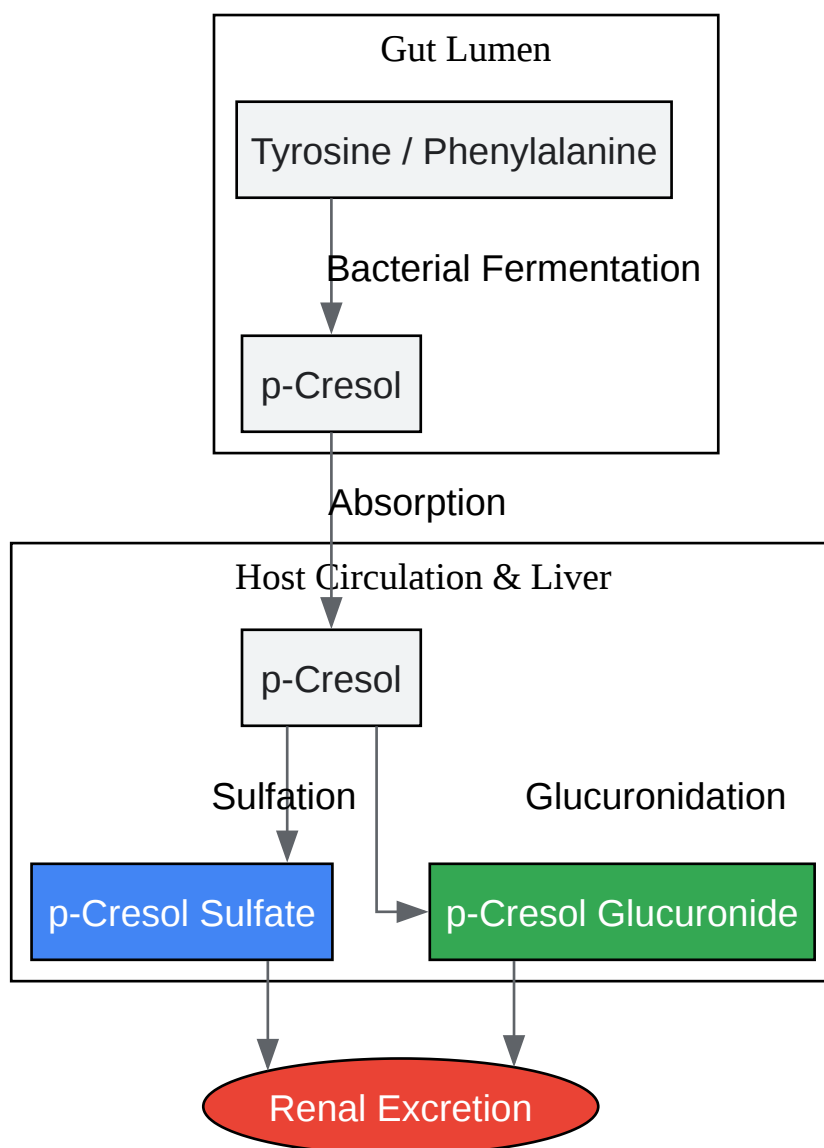 Gut Lumen
Tyrosine / Phenylalanine
Bacterial Fermentation
p-Cresol
Absorption
Host Circulation & Liver
p-Cresol
Sulfation
Glucuronidation
p-Cresol Sulfate
p-Cresol Glucuronide
Renal Excretion